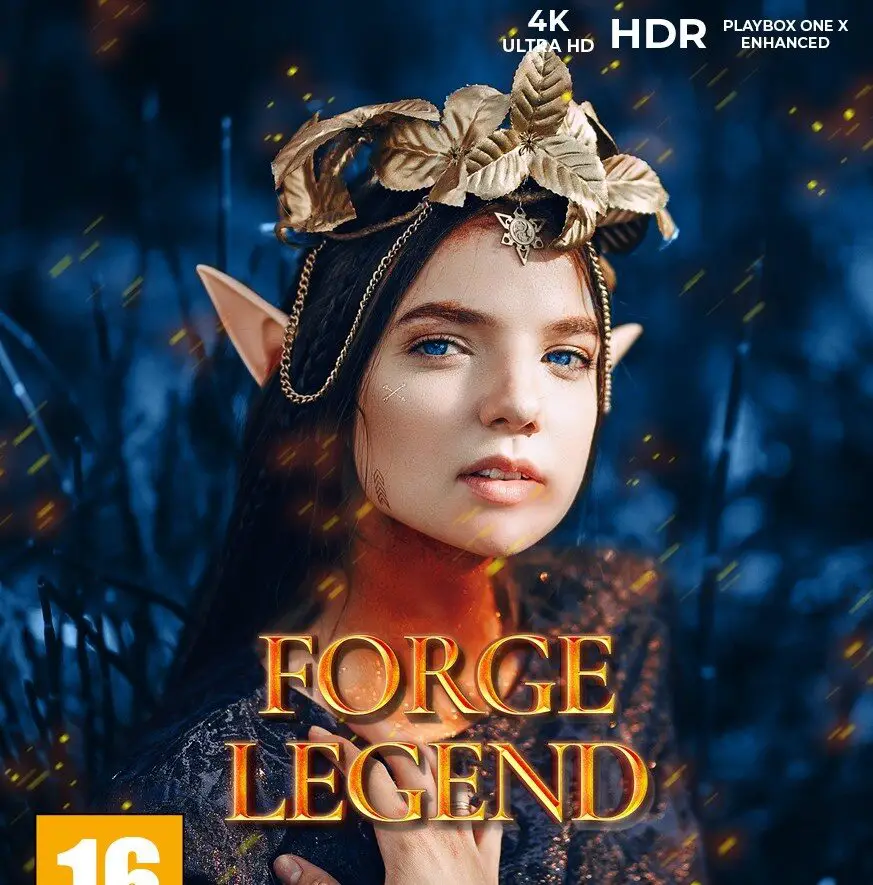 4K
ULTRA HD
HDR
PLAYBOX ONE X
ENHANCED
FORGE
LEGEND
16